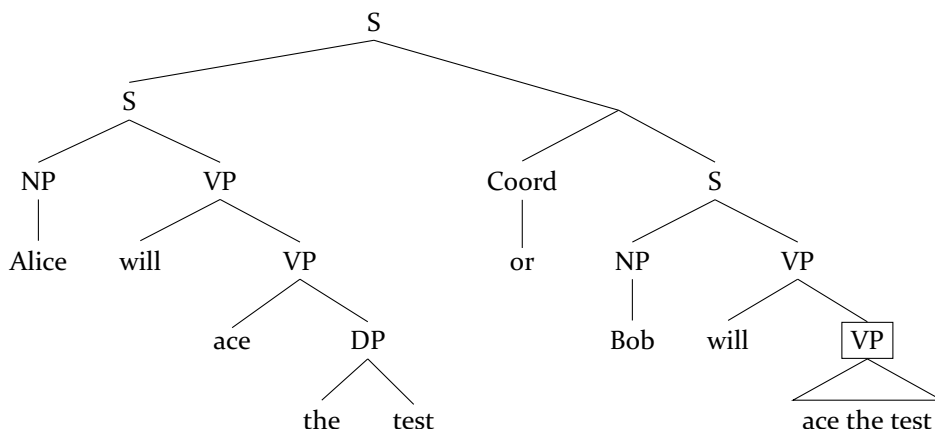 S
S
NP VP Coord S
Alice will VP or NP VP
ace DP Bob will VP
the test ace the test